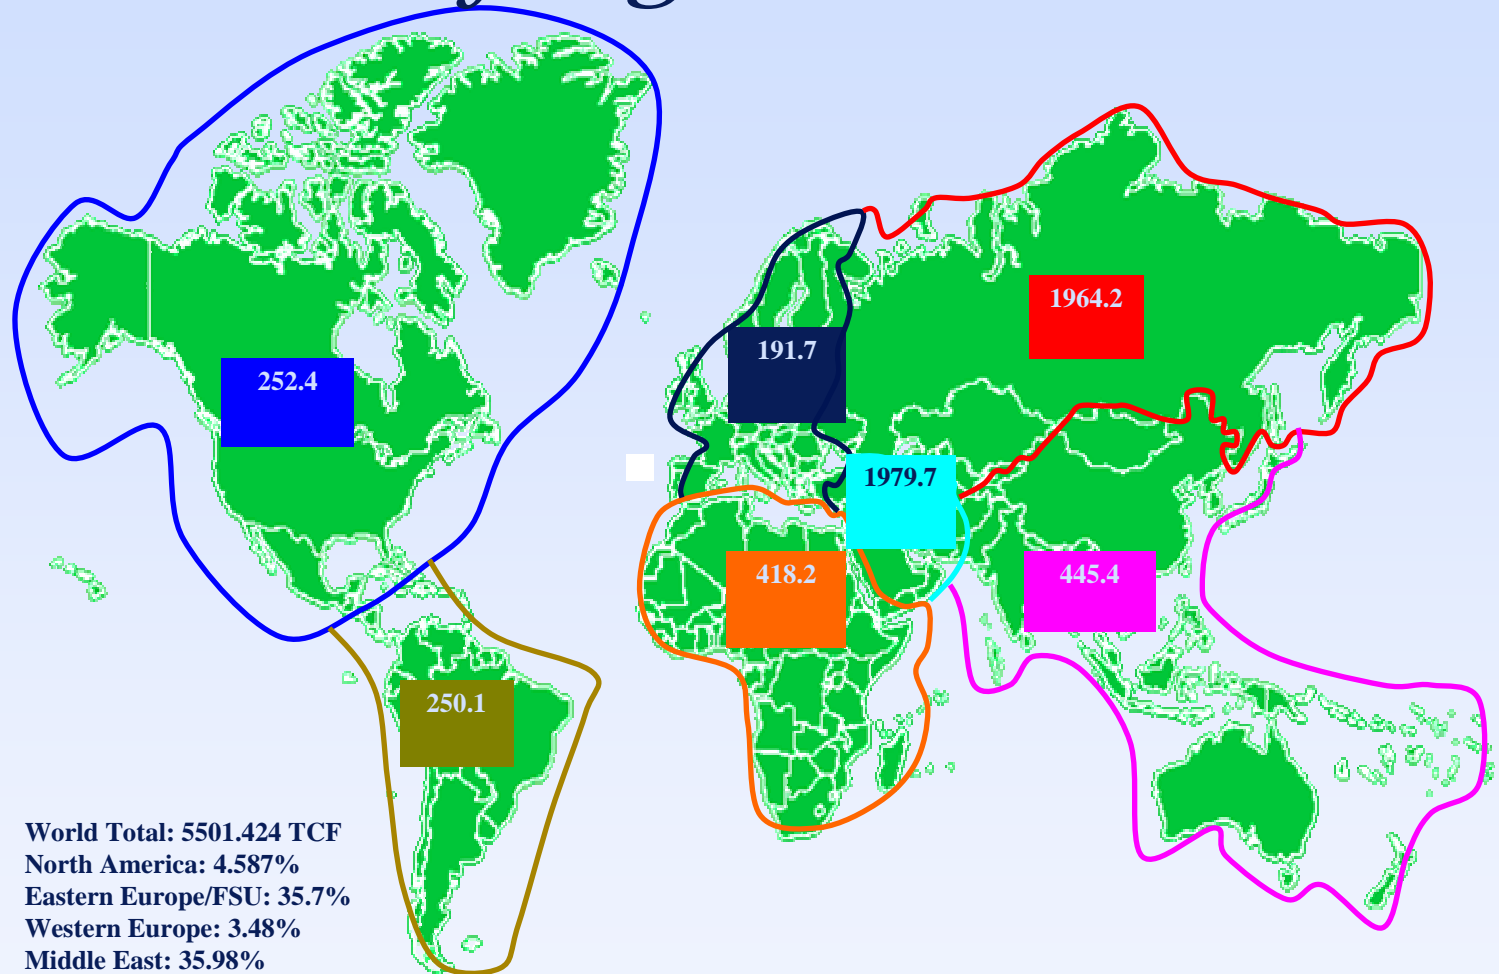 1964.2
191.7
252.4
1979.7
418.2
445.4
250.1
World Total: 5501.424 TCF
North America: 4.587%
Eastern Europe/FSU: 35.7%
Western Europe: 3.48%
Middle East: 35.98%